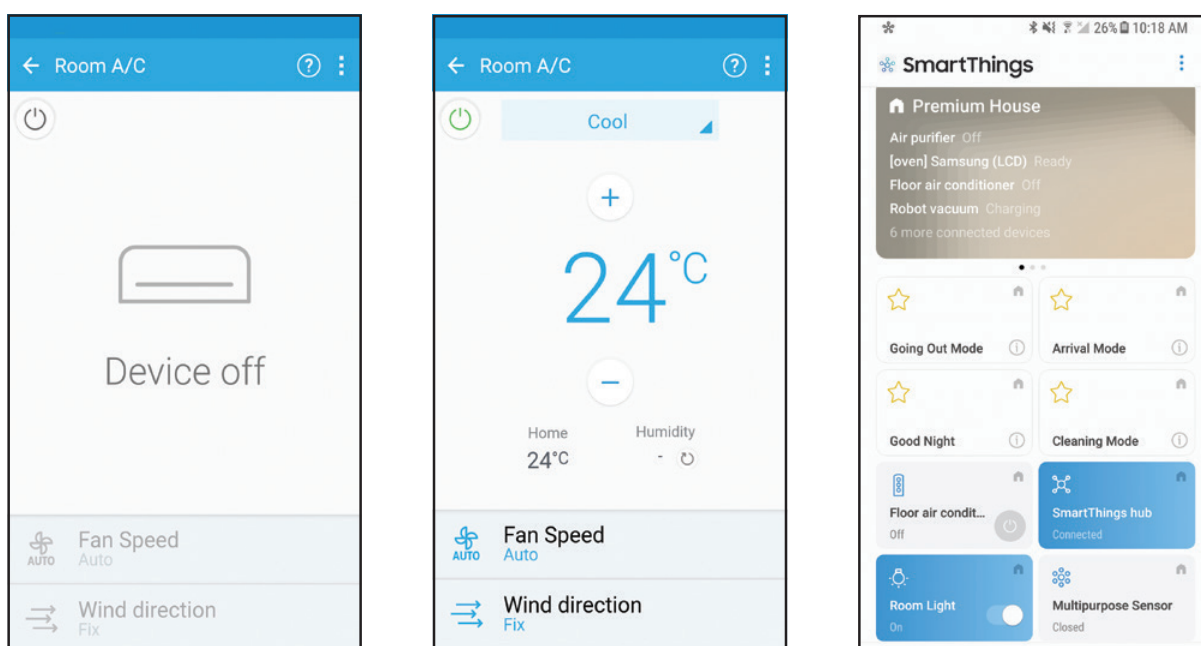 Room A/C
Device off
AUTO
Fan Speed
Auto
Wind direction
Fix
Room A/C
Cool
24°C
Home
Humidity
24°C
-
AUTO
Fan Speed
Auto
Wind direction
Fix
26% 10:18 AM
SmartThings
Premium House
Air purifier Off
[oven] Samsung (LCD) Ready
Floor air conditioner Off
Robot vacuum Charging
6 more connected devices
Going Out Mode
Arrival Mode
Good Night
Cleaning Mode
Floor air condit...
Off
SmartThings hub
Connected
Room Light
On
Multipurpose Sensor
Closed